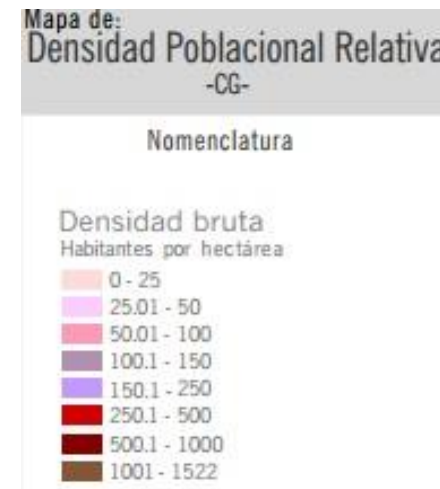 Mapa de:
Densidad Poblacional Relativa
-CG-
Nomenclatura
Densidad bruta
Habitantes por hectárea
0 - 25
25.01 - 50
50.01 - 100
100.1 - 150
150.1 - 250
250.1 - 500
500.1 - 1000
1001 - 1522